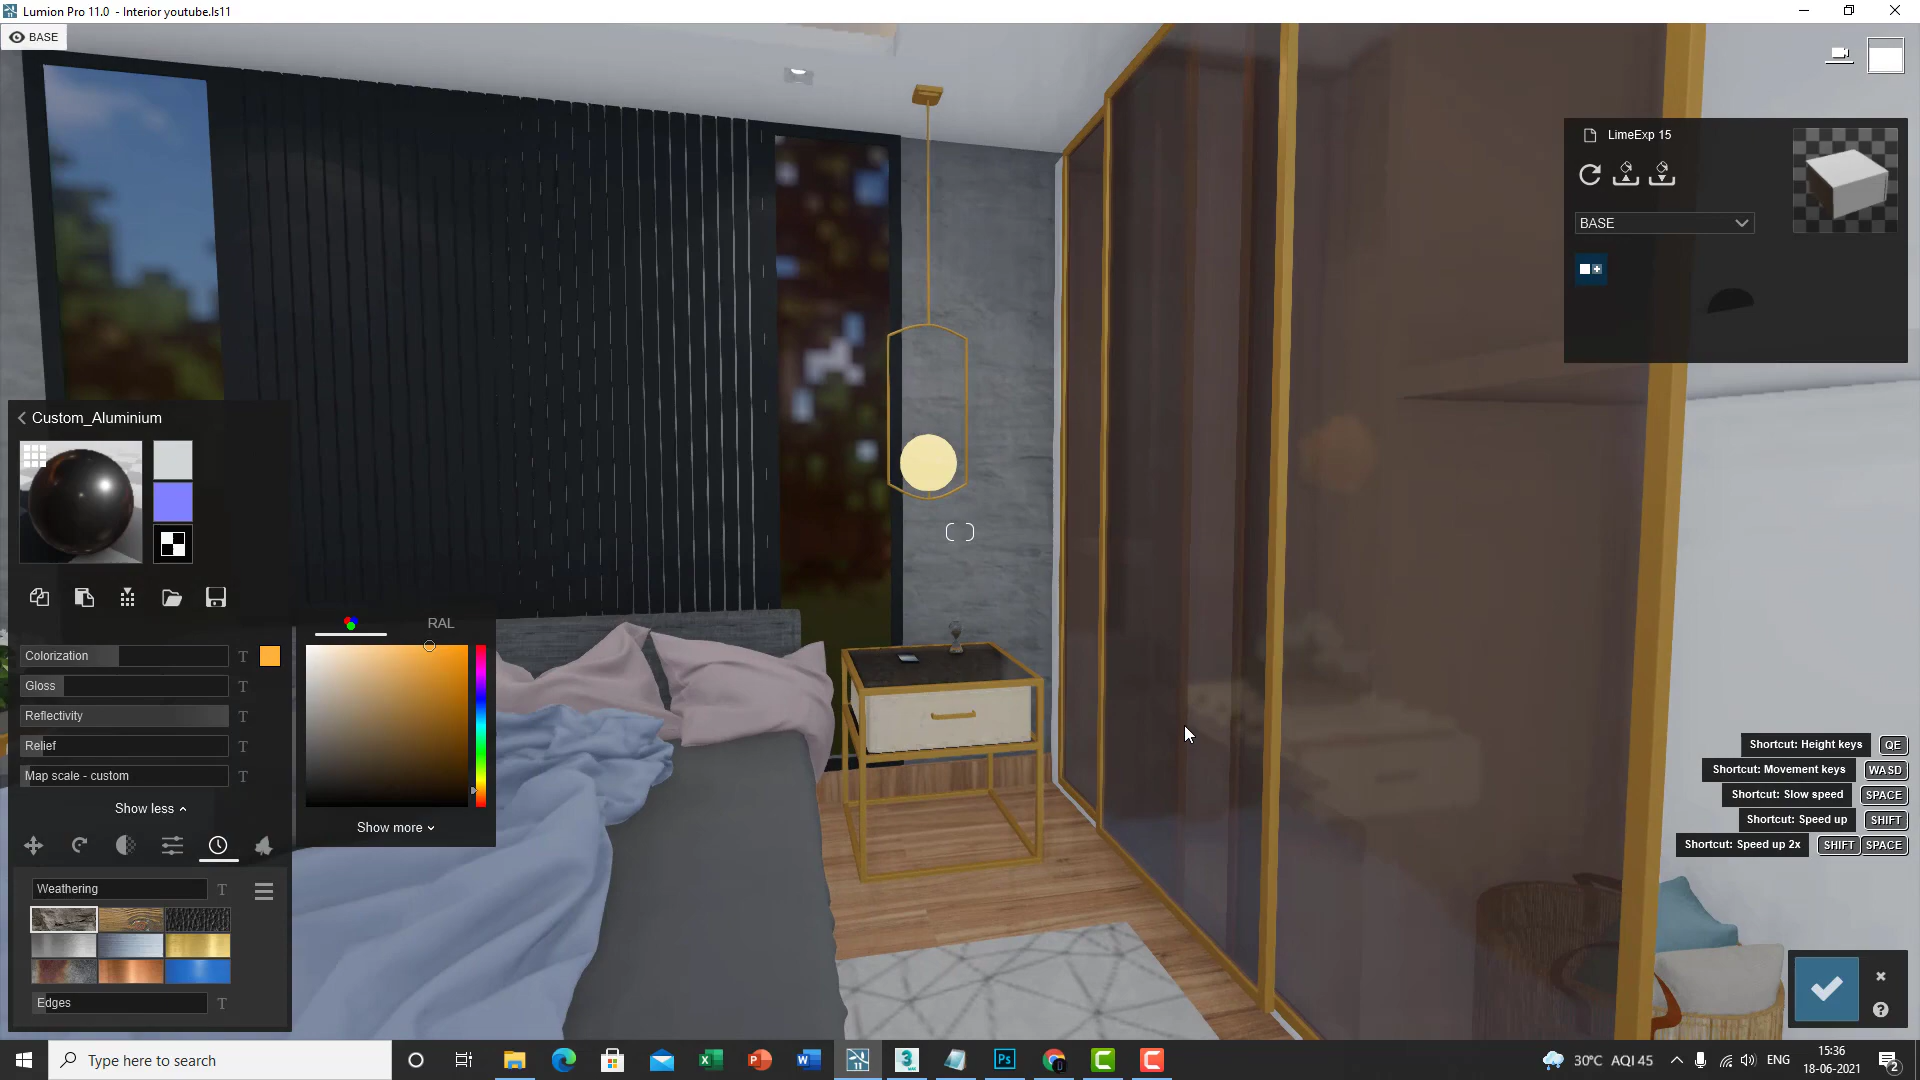 Lumion Pro 11.0 - Interior youtube.ls11
BASE
LimeExp 15
BASE
Custom_Aluminium
RAL
Colorization T
Gloss T
Reflectivity T
Relief T
Map scale - custom T
Show less
Show more
Weathering T
Edges T
Shortcut: Height keys QE
Shortcut: Movement keys WASD
Shortcut: Slow speed SPACE
Shortcut: Speed up SHIFT
Shortcut: Speed up 2x SHIFT SPACE
Type here to search
30°C AQI 45
ENG
15:36
18-06-2021
2